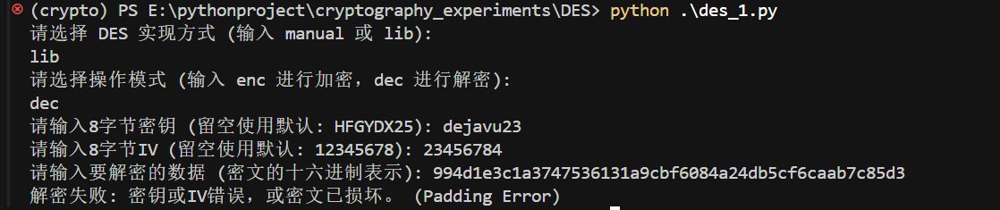 (crypto) PS E:\pythonproject\cryptography_experiments\DES> python .\des_1.py
请选择 DES 实现方式 (输入 manual 或 lib):
lib
请选择操作模式 (输入 enc 进行加密，dec 进行解密):
dec
请输入8字节密钥 (留空使用默认: HFGYDX25): dejavu23
请输入8字节IV (留空使用默认: 12345678): 23456784
请输入要解密的数据 (密文的十六进制表示): 994d1e3c1a3747536131a9cbf6084a24db5cf6caab7c85d3
解密失败: 密钥或IV错误，或密文已损坏。 (Padding Error)